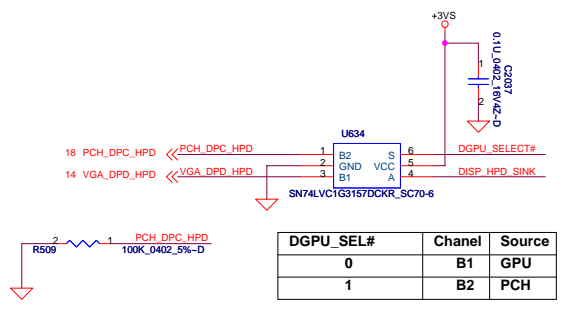 +3VS
0.1U_0402_16V4Z~D
C2037
1
2
U634
18 PCH_DPC_HPD PCH_DPC_HPD 1 B2 S 6 DGPU_SELECT#
2 GND VCC 5
14 VGA_DPD_HPD VGA_DPD_HPD 3 B1 A 4 DISP_HPD_SINK
SN74LVC1G3157DCKR_SC70-6
2 1 PCH_DPC_HPD
R509 100K_0402_5%~D
DGPU_SEL# Chanel Source
0 B1 GPU
1 B2 PCH